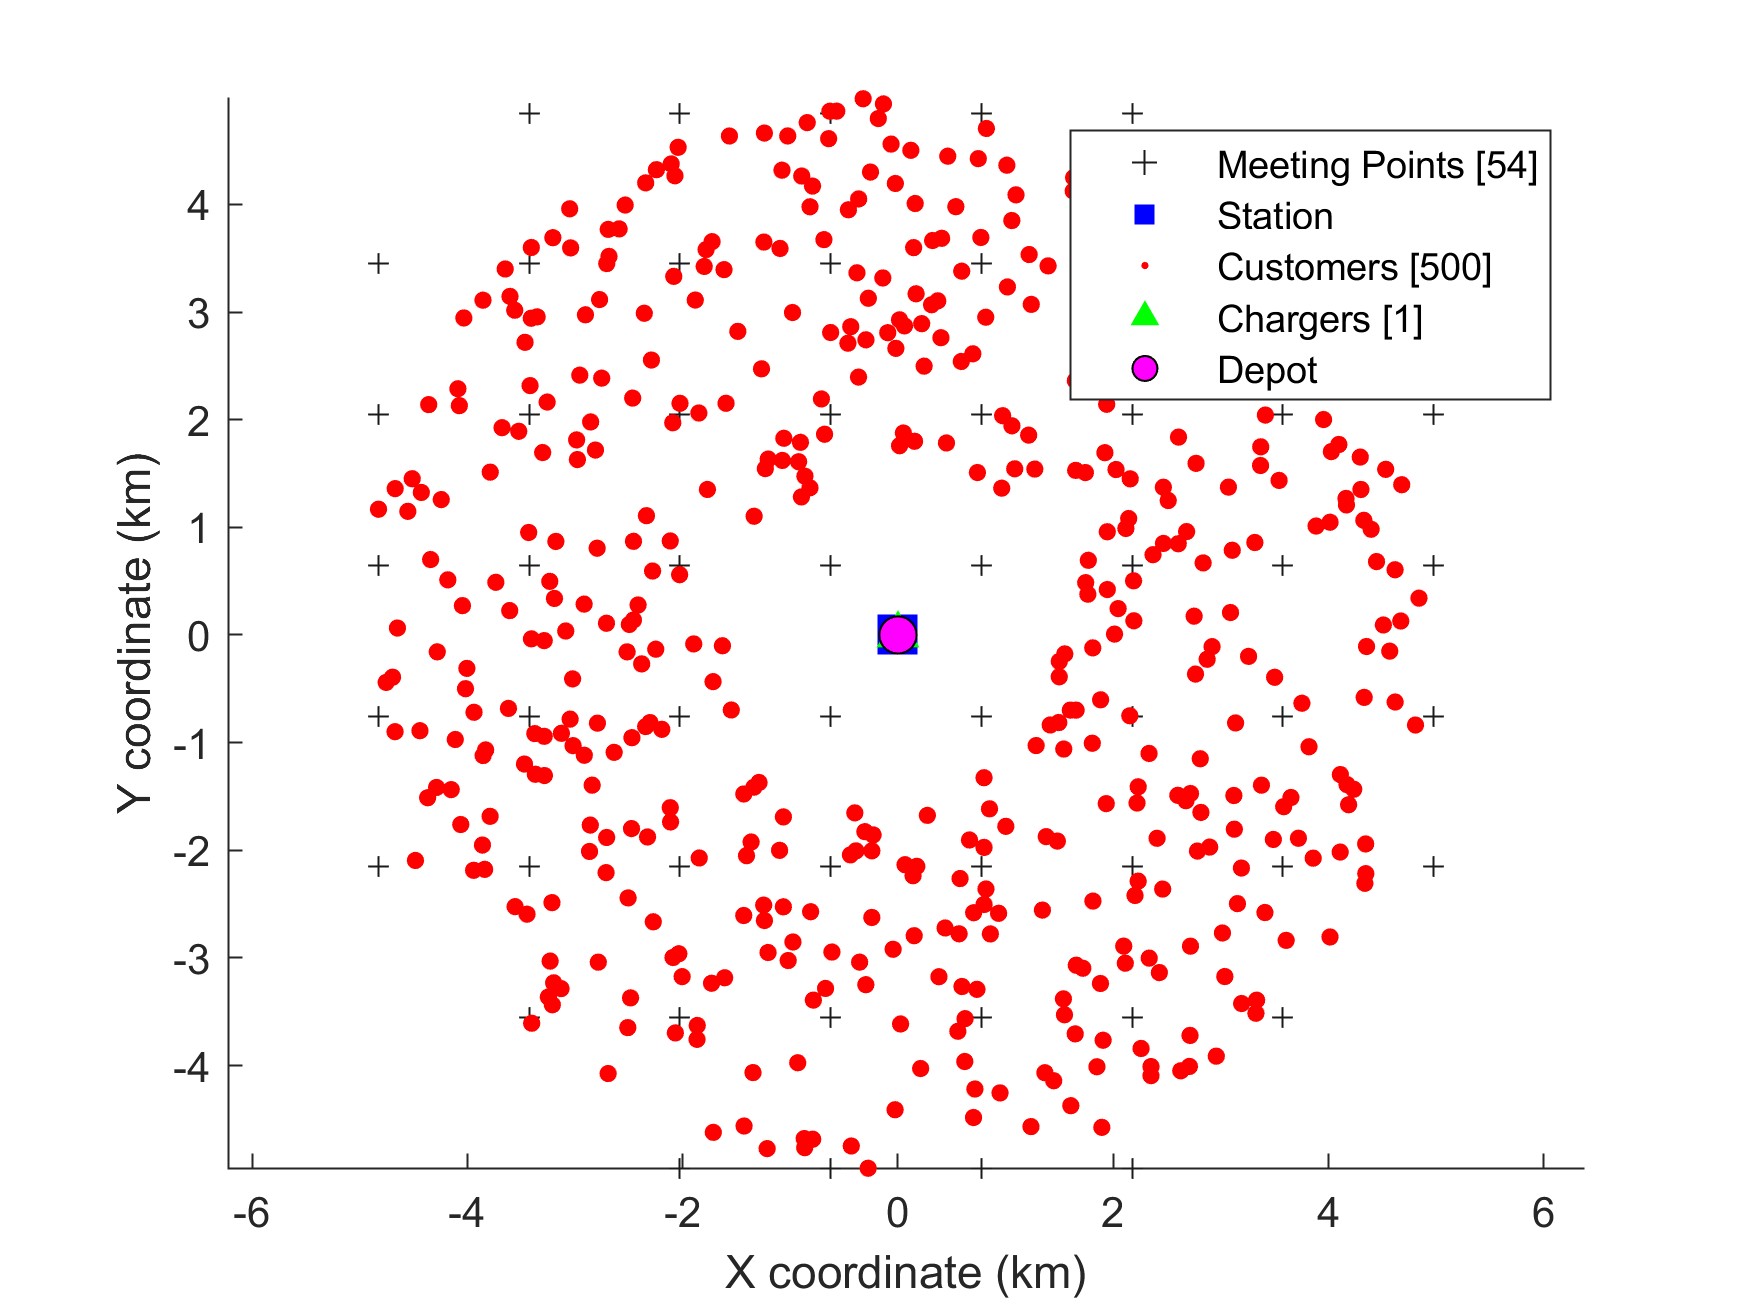 Meeting Points [54]
Station
Customers [500]
Chargers [1]
Depot
4
3
2
1
0
-1
-2
-3
-4
Y coordinate (km)
-6 -4 -2 0 2 4 6
X coordinate (km)